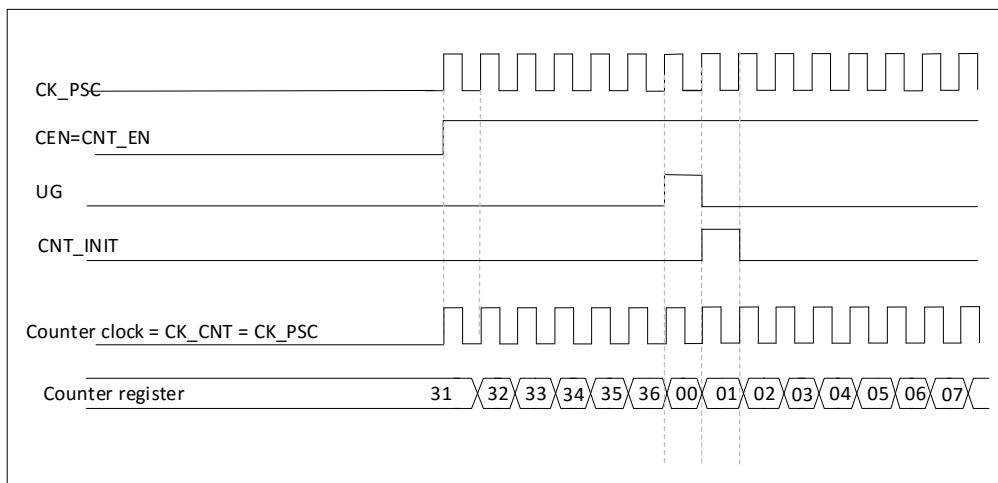 CK_PSC
CEN=CNT_EN
UG
CNT_INIT
Counter clock = CK_CNT = CK_PSC
Counter register 31 32 33 34 35 36 00 01 02 03 04 05 06 07